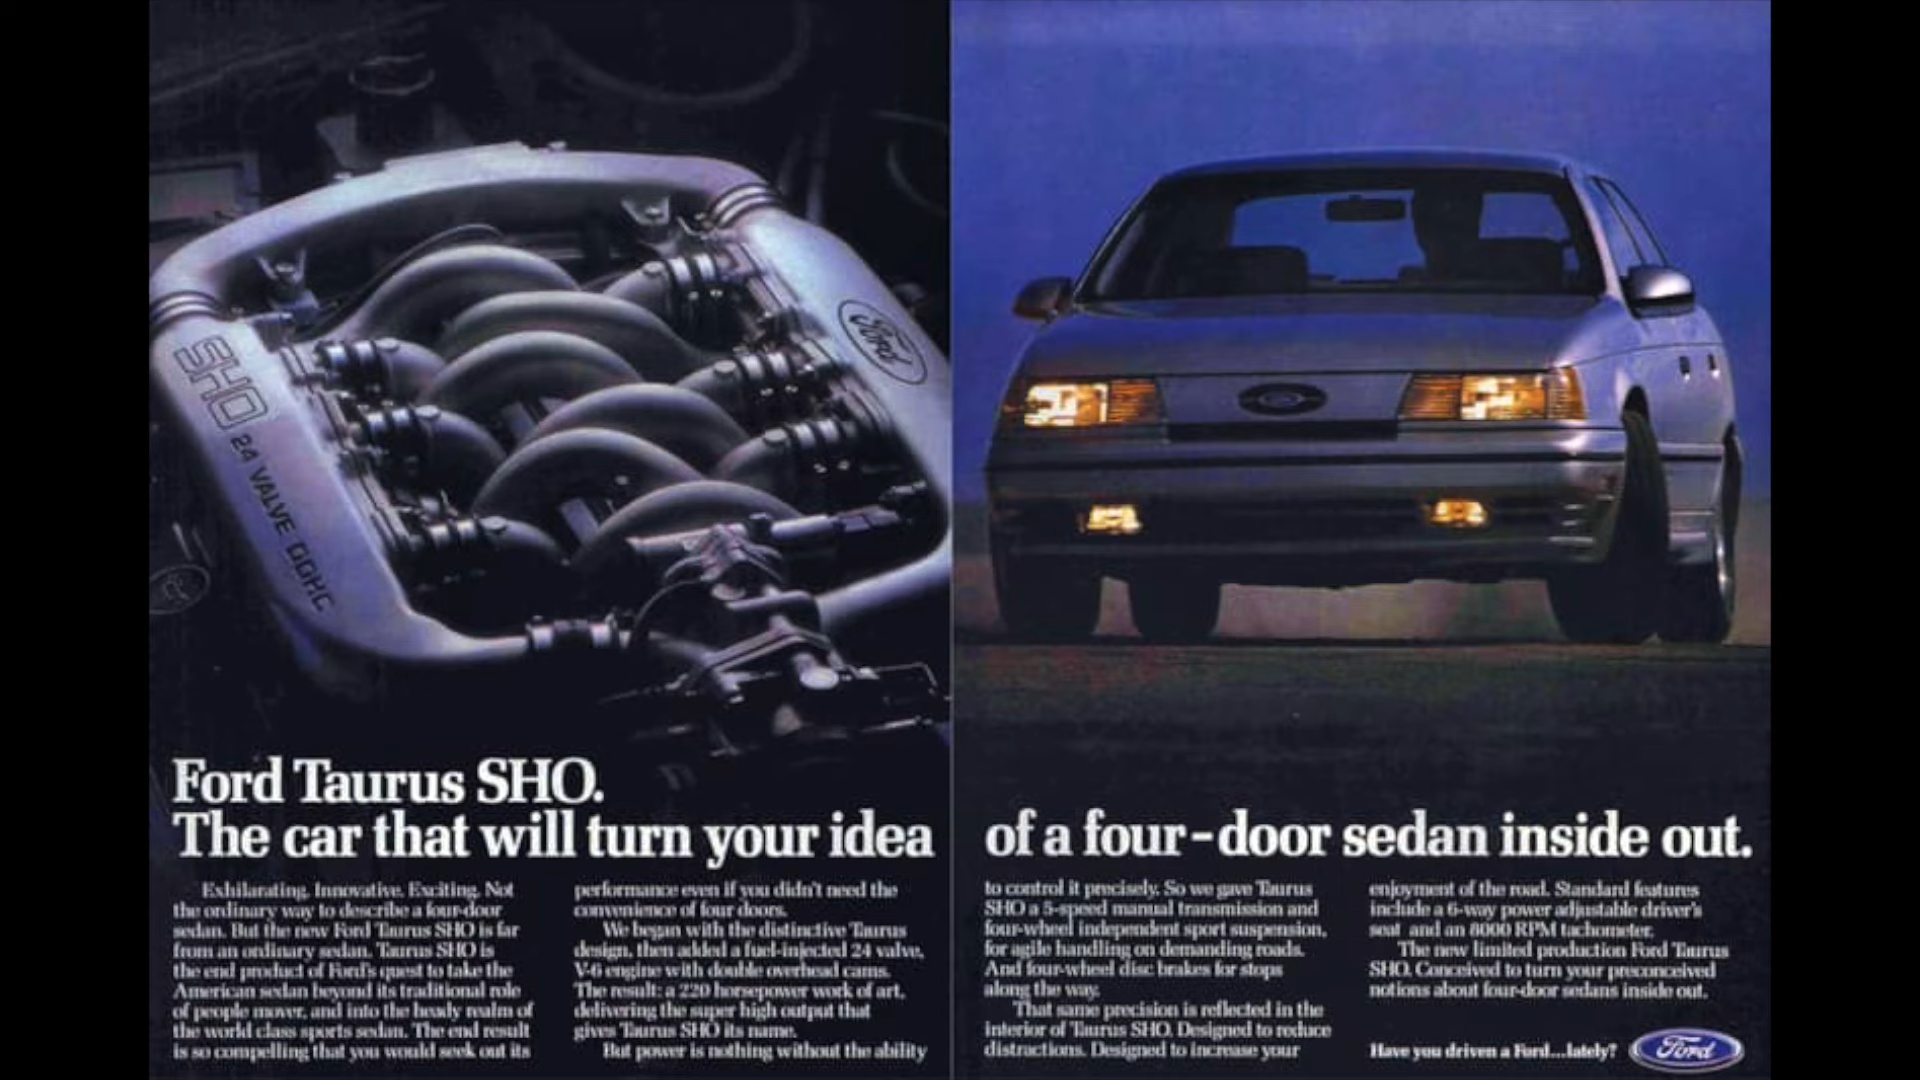 Ford
SHO
24 VALVE DOHC
Ford Taurus SHO.
The car that will turn your idea
of a four-door sedan inside out.
Exhilarating. Innovative. Exciting. Not
the ordinary way to describe a four-door
sedan. But the new Ford Taurus SHO is far
from an ordinary sedan. Taurus SHO is
the end product of Ford's quest to take the
American sedan beyond its traditional role
of people mover, and into the heady realm of
the world class sports sedan. The end result
is so compelling that you would seek out its
performance even if you didn't need the
convenience of four doors.
We began with the distinctive Taurus
design, then added a fuel-injected 24 valve,
V-6 engine with double overhead cams.
The result: a 220 horsepower work of art,
delivering the super high output that
gives Taurus SHO its name.
But power is nothing without the ability
to control it precisely. So we gave Taurus
SHO a 5-speed manual transmission and
four-wheel independent sport suspension,
for agile handling on demanding roads.
And four-wheel disc brakes for stops
along the way.
That same precision is reflected in the
interior of Taurus SHO. Designed to reduce
distractions. Designed to increase your
enjoyment of the road. Standard features
include a 6-way power adjustable driver's
seat and an 8000 RPM tachometer.
The new limited production Ford Taurus
SHO. Conceived to turn your preconceived
notions about four-door sedans inside out.
Have you driven a Ford...lately?
Ford